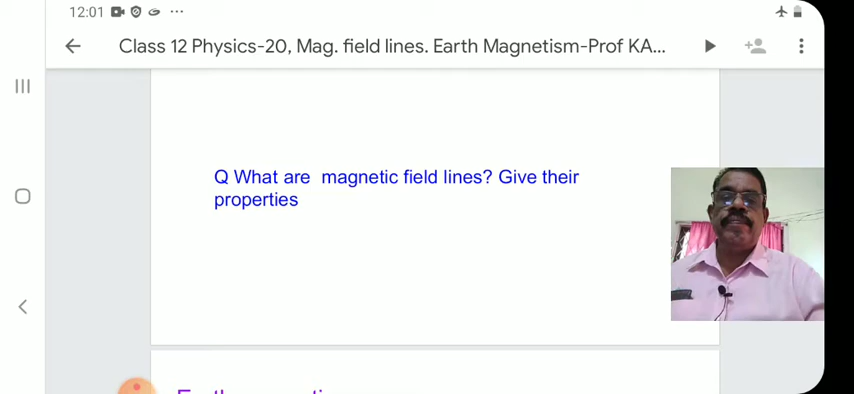 12:01
Class 12 Physics-20, Mag. field lines. Earth Magnetism-Prof KA...
Q What are magnetic field lines? Give their
properties